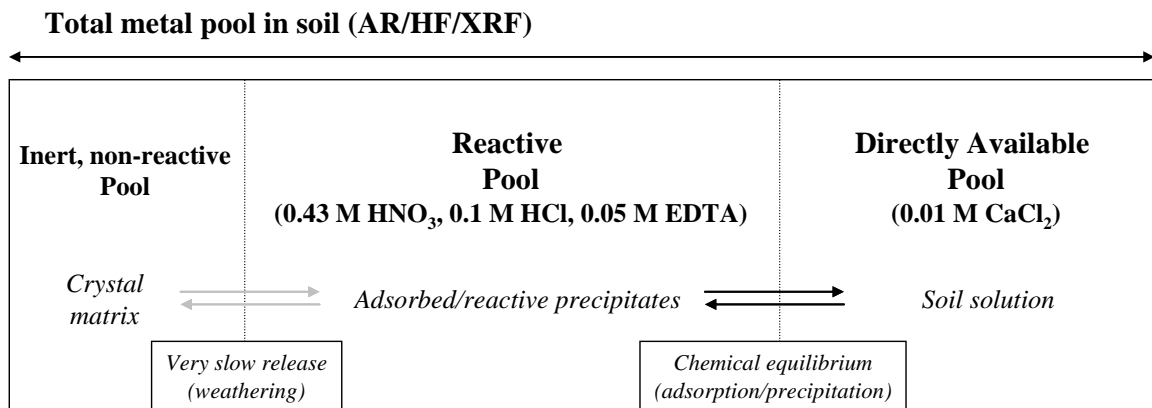 Total metal pool in soil (AR/HF/XRF)
Inert, non-reactive
Pool
Reactive
Pool
(0.43 M HNO₃, 0.1 M HCl, 0.05 M EDTA)
Directly Available
Pool
(0.01 M CaCl₂)
Crystal
matrix
Adsorbed/reactive precipitates
Soil solution
Very slow release
(weathering)
Chemical equilibrium
(adsorption/precipitation)